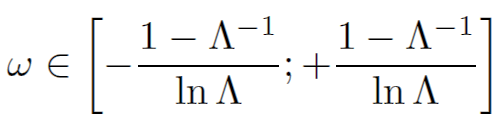 ω ∈ [ −(1 − Λ⁻¹)/(ln Λ) ; +(1 − Λ⁻¹)/(ln Λ) ]